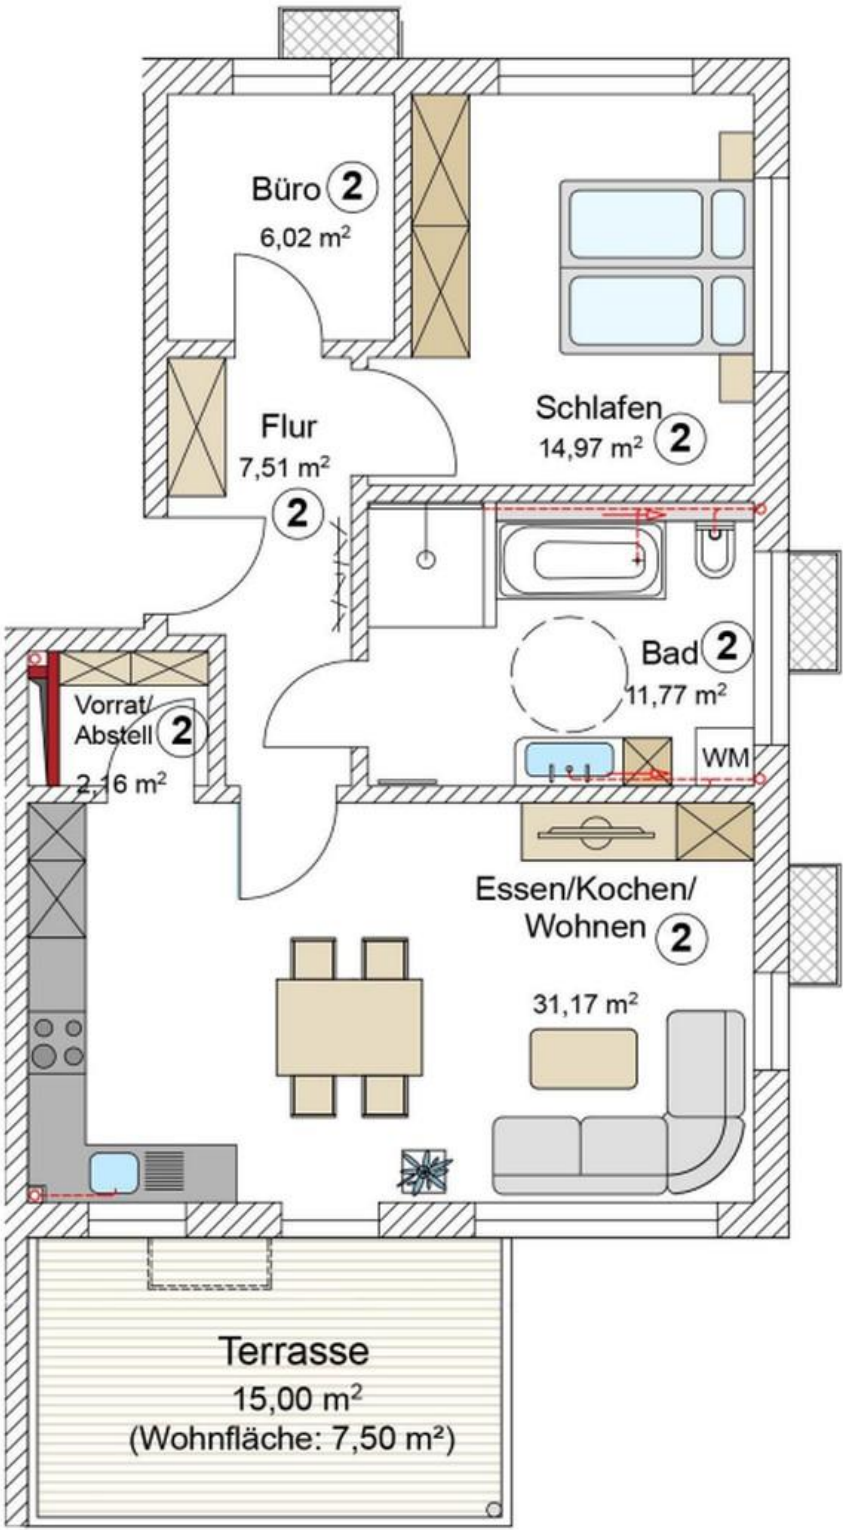 Büro 2
6,02 m²
Schlafen 2
14,97 m²
Flur
7,51 m²
2
Bad 2
11,77 m²
WM
Vorrat/
Abstell 2
2,16 m²
Essen/Kochen/
Wohnen 2
31,17 m²
Terrasse
15,00 m²
(Wohnfläche: 7,50 m²)